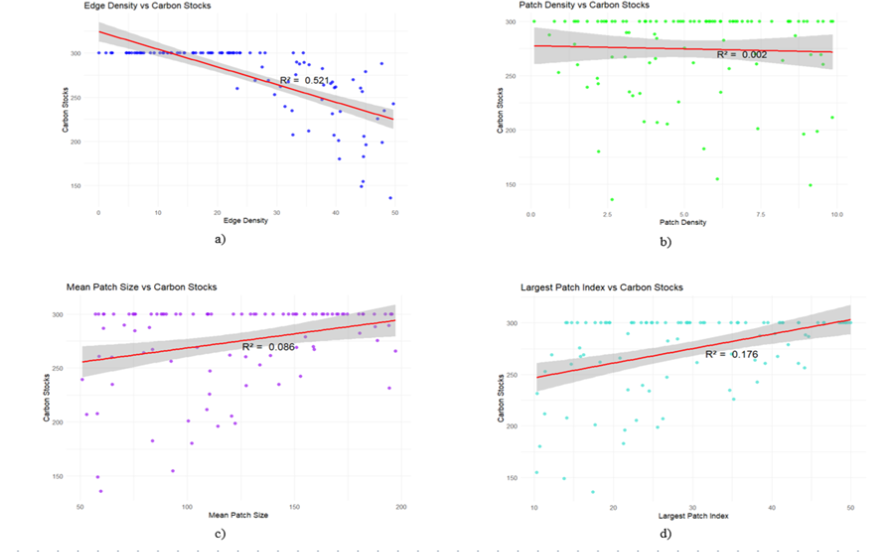 Edge Density vs Carbon Stocks
300
250
200
150
Carbon Stocks
R² = 0.521
0 10 20 30 40 50
Edge Density
a)
Patch Density vs Carbon Stocks
300
250
200
150
Carbon Stocks
R² = 0.002
0.0 2.5 5.0 7.5 10.0
Patch Density
b)
Mean Patch Size vs Carbon Stocks
300
250
200
150
Carbon Stocks
R² = 0.086
50 100 150 200
Mean Patch Size
c)
Largest Patch Index vs Carbon Stocks
300
250
200
150
Carbon Stocks
R² = 0.176
10 20 30 40 50
Largest Patch Index
d)